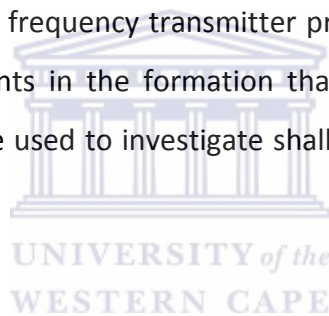 frequency transmitter pr
nts in the formation tha
e used to investigate shall
UNIVERSITY of the
WESTERN CAPE